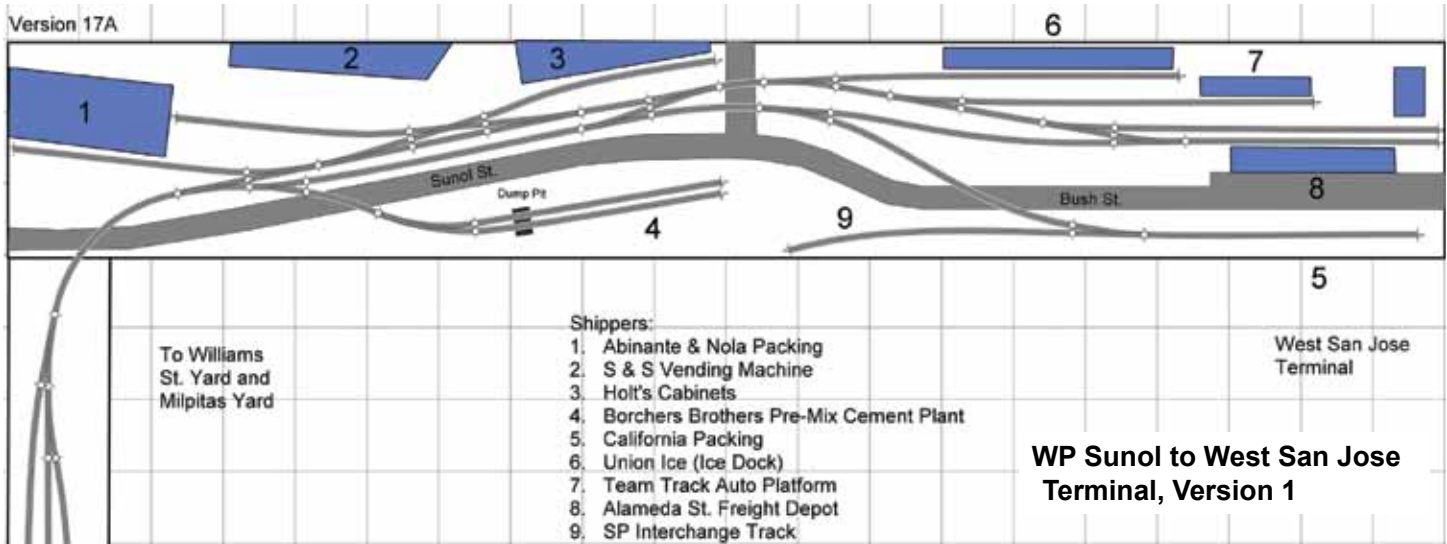 Version 17A
6
2
3
7
1
Sunol St.
Dump Pit
Bush St.
8
4
9
5
To Williams
St. Yard and
Milpitas Yard
Shippers:
1. Abinante & Nola Packing
2. S & S Vending Machine
3. Holt's Cabinets
4. Borchers Brothers Pre-Mix Cement Plant
5. California Packing
6. Union Ice (Ice Dock)
7. Team Track Auto Platform
8. Alameda St. Freight Depot
9. SP Interchange Track
West San Jose
Terminal
WP Sunol to West San Jose
Terminal, Version 1